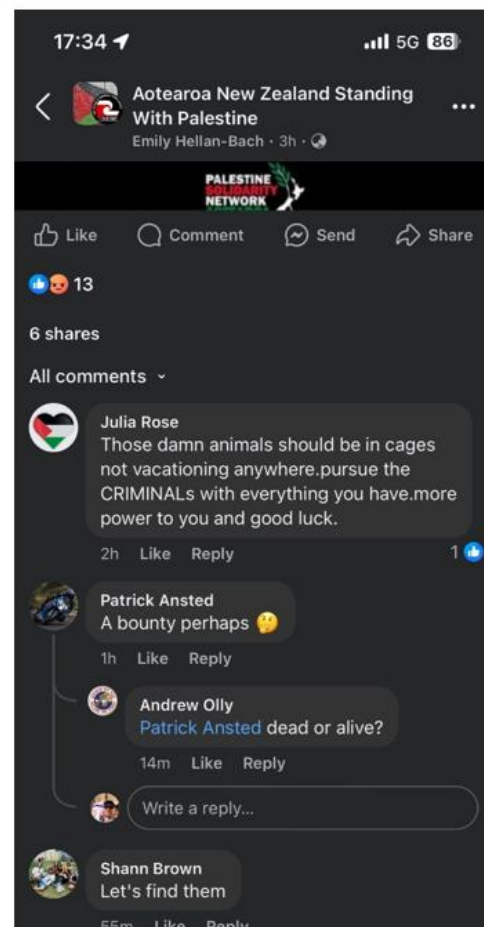 17:34
5G 86
Aotearoa New Zealand Standing
With Palestine
Emily Hellan-Bach · 3h ·
PALESTINE
SOLIDARITY
NETWORK
AOTEAROA
Like Comment Send Share
13
6 shares
All comments
Julia Rose
Those damn animals should be in cages
not vacationing anywhere.pursue the
CRIMINALs with everything you have.more
power to you and good luck.
2h Like Reply 1
Patrick Ansted
A bounty perhaps 🤔
1h Like Reply
Andrew Olly
Patrick Ansted dead or alive?
14m Like Reply
Write a reply...
Shann Brown
Let's find them
55m Like Reply